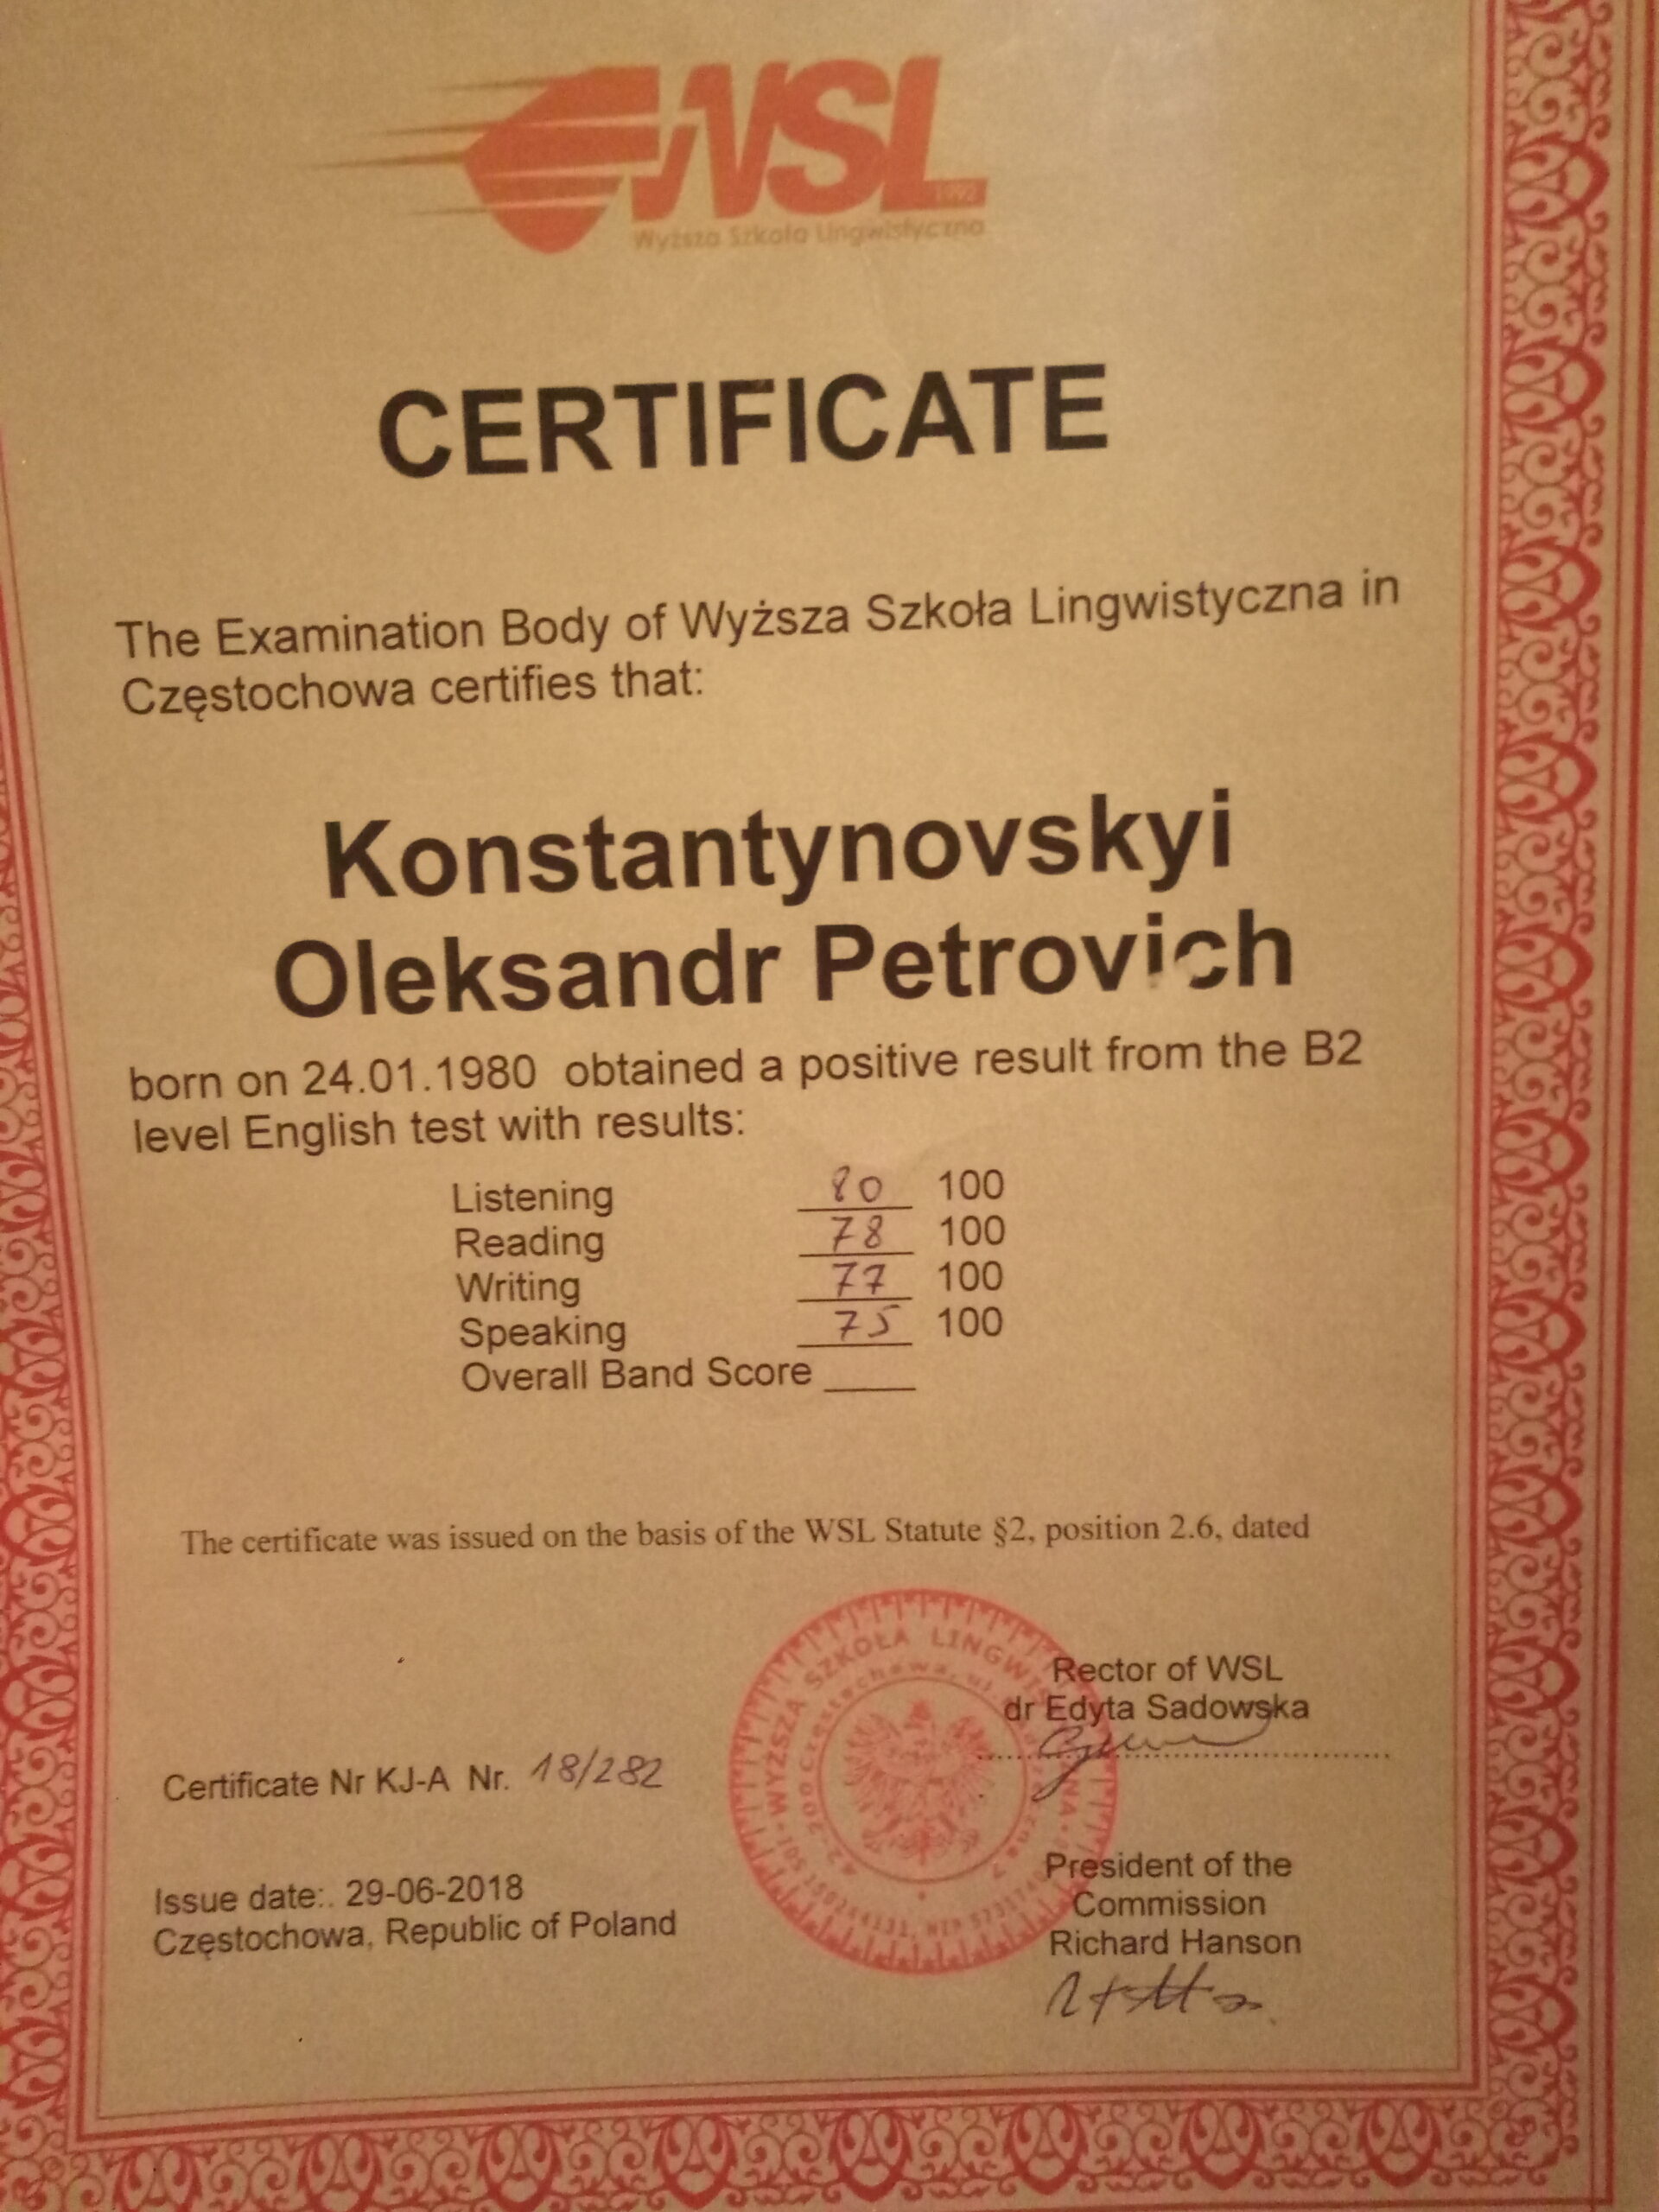 WSL
1992
Wyższa Szkoła Lingwistyczna
CERTIFICATE
The Examination Body of Wyższa Szkoła Lingwistyczna in
Częstochowa certifies that:
Konstantynovskyi
Oleksandr Petrovich
born on 24.01.1980 obtained a positive result from the B2
level English test with results:
Listening 80 100
Reading 78 100
Writing 77 100
Speaking 75 100
Overall Band Score ____
The certificate was issued on the basis of the WSL Statute §2, position 2.6, dated
WYŻSZA SZKOŁA
Rector of WSL
dr Edyta Sadowska
Certificate Nr KJ-A Nr. 18/282
President of the
Commission
Richard Hanson
Issue date:. 29-06-2018
Częstochowa, Republic of Poland